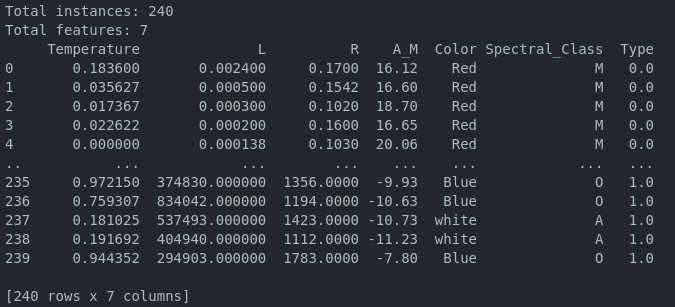 Total instances: 240
Total features: 7
     Temperature              L          R    A_M  Color Spectral_Class  Type
0       0.183600       0.002400     0.1700  16.12    Red              M   0.0
1       0.035627       0.000500     0.1542  16.60    Red              M   0.0
2       0.017367       0.000300     0.1020  18.70    Red              M   0.0
3       0.022622       0.000200     0.1600  16.65    Red              M   0.0
4       0.000000       0.000138     0.1030  20.06    Red              M   0.0
..           ...            ...        ...    ...    ...            ...   ...
235     0.972150  374830.000000  1356.0000  -9.93   Blue              O   1.0
236     0.759307  834042.000000  1194.0000 -10.63   Blue              O   1.0
237     0.181025  537493.000000  1423.0000 -10.73  white              A   1.0
238     0.191692  404940.000000  1112.0000 -11.23  white              A   1.0
239     0.944352  294903.000000  1783.0000  -7.80   Blue              O   1.0
[240 rows x 7 columns]